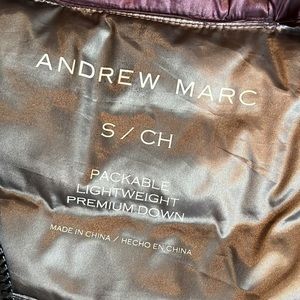 ANDREW MARC
S / CH
PACKABLE
LIGHTWEIGHT
PREMIUM DOWN
MADE IN CHINA / HECHO EN CHINA